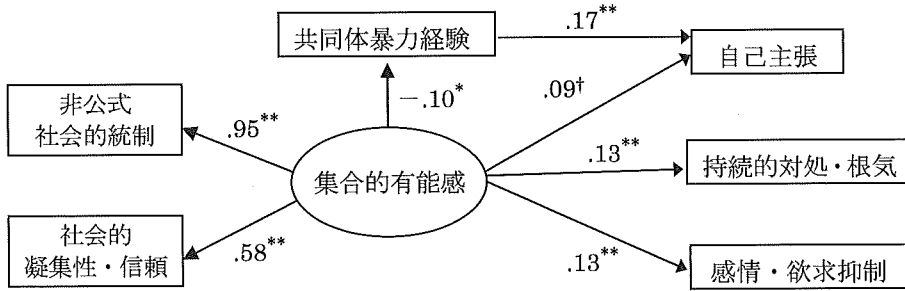 共同体暴力経験
.17**
自己主張
−.10*
.09†
非公式
社会的統制
.95**
集合的有能感
.13**
持続的対処・根気
社会的
凝集性・信頼
.58**
.13**
感情・欲求抑制